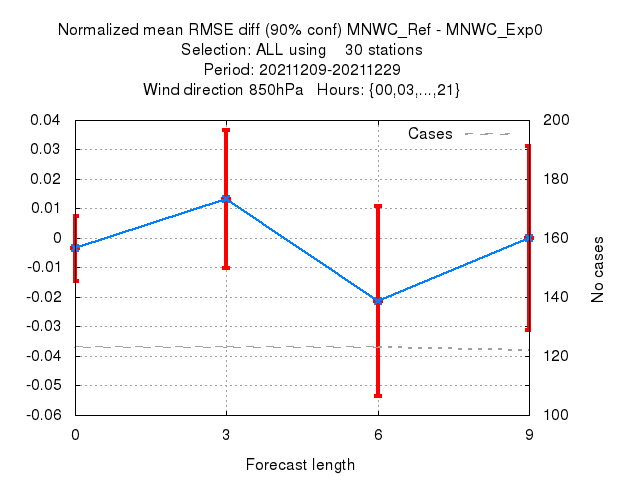 Normalized mean RMSE diff (90% conf) MNWC_Ref - MNWC_Exp0
Selection: ALL using 30 stations
Period: 20211209-20211229
Wind direction 850hPa Hours: {00,03,...,21}
Cases
0.04
0.03
0.02
0.01
0
-0.01
-0.02
-0.03
-0.04
-0.05
-0.06
200
180
160
140
120
100
No cases
0 3 6 9
Forecast length